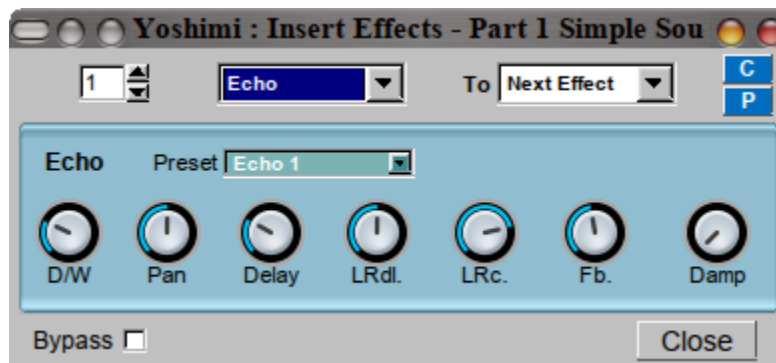 Yoshimi : Insert Effects - Part 1 Simple Sou
1 Echo To Next Effect C
P
Echo Preset Echo 1
D/W Pan Delay LRdl. LRc. Fb. Damp
Bypass Close